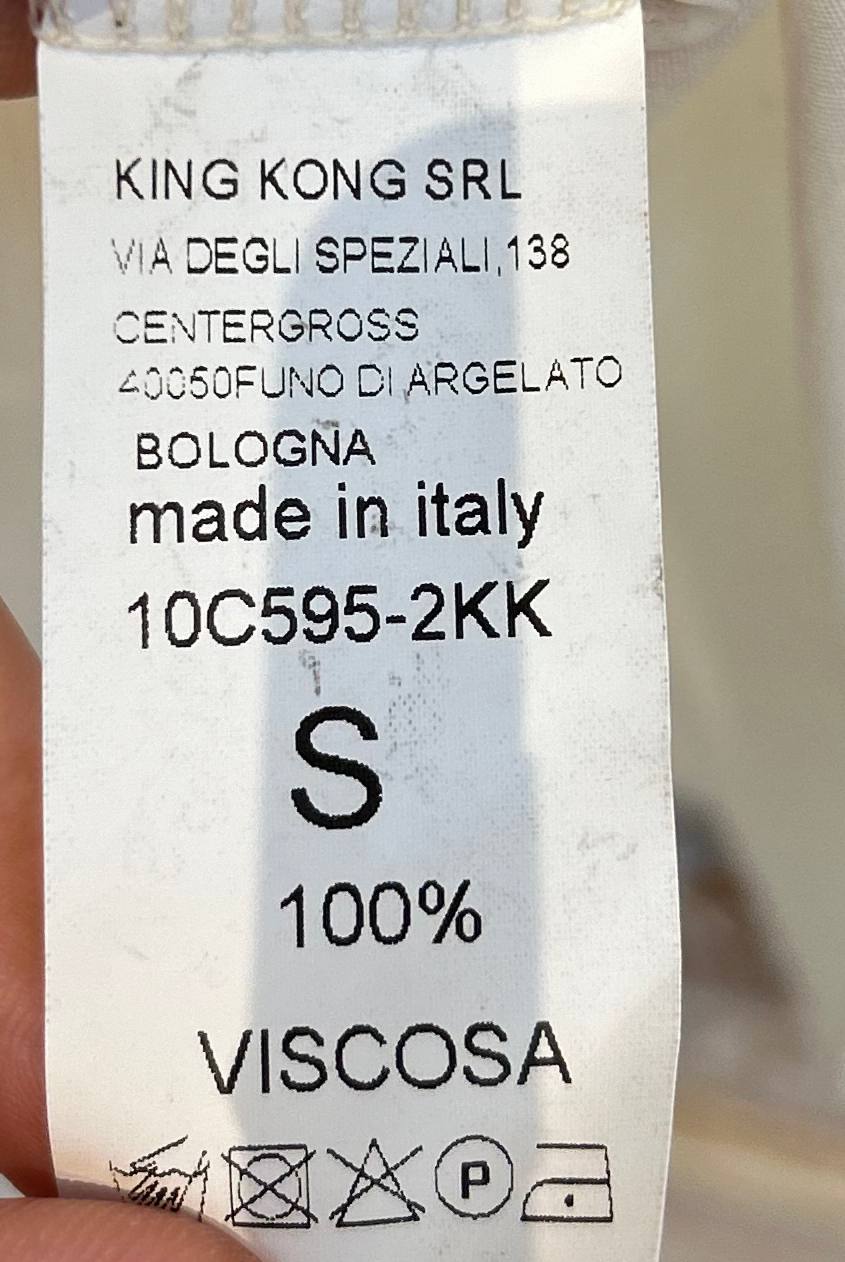 KING KONG SRL
VIA DEGLI SPEZIALI,138
CENTERGROSS
40050FUNO DI ARGELATO
BOLOGNA
made in italy
10C595-2KK
S
100%
VISCOSA
P